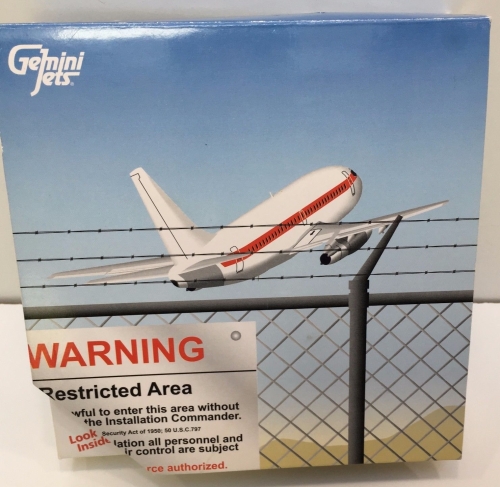 Gemini
Jets®
WARNING
Restricted Area
wful to enter this area without
the Installation Commander.
Security Act of 1950; 50 U.S.C. 797
Look
Inside
lation all personnel and
ir control are subject
rce authorized.